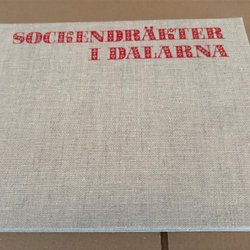 SOCKENDRÄKTER
I DALARNA